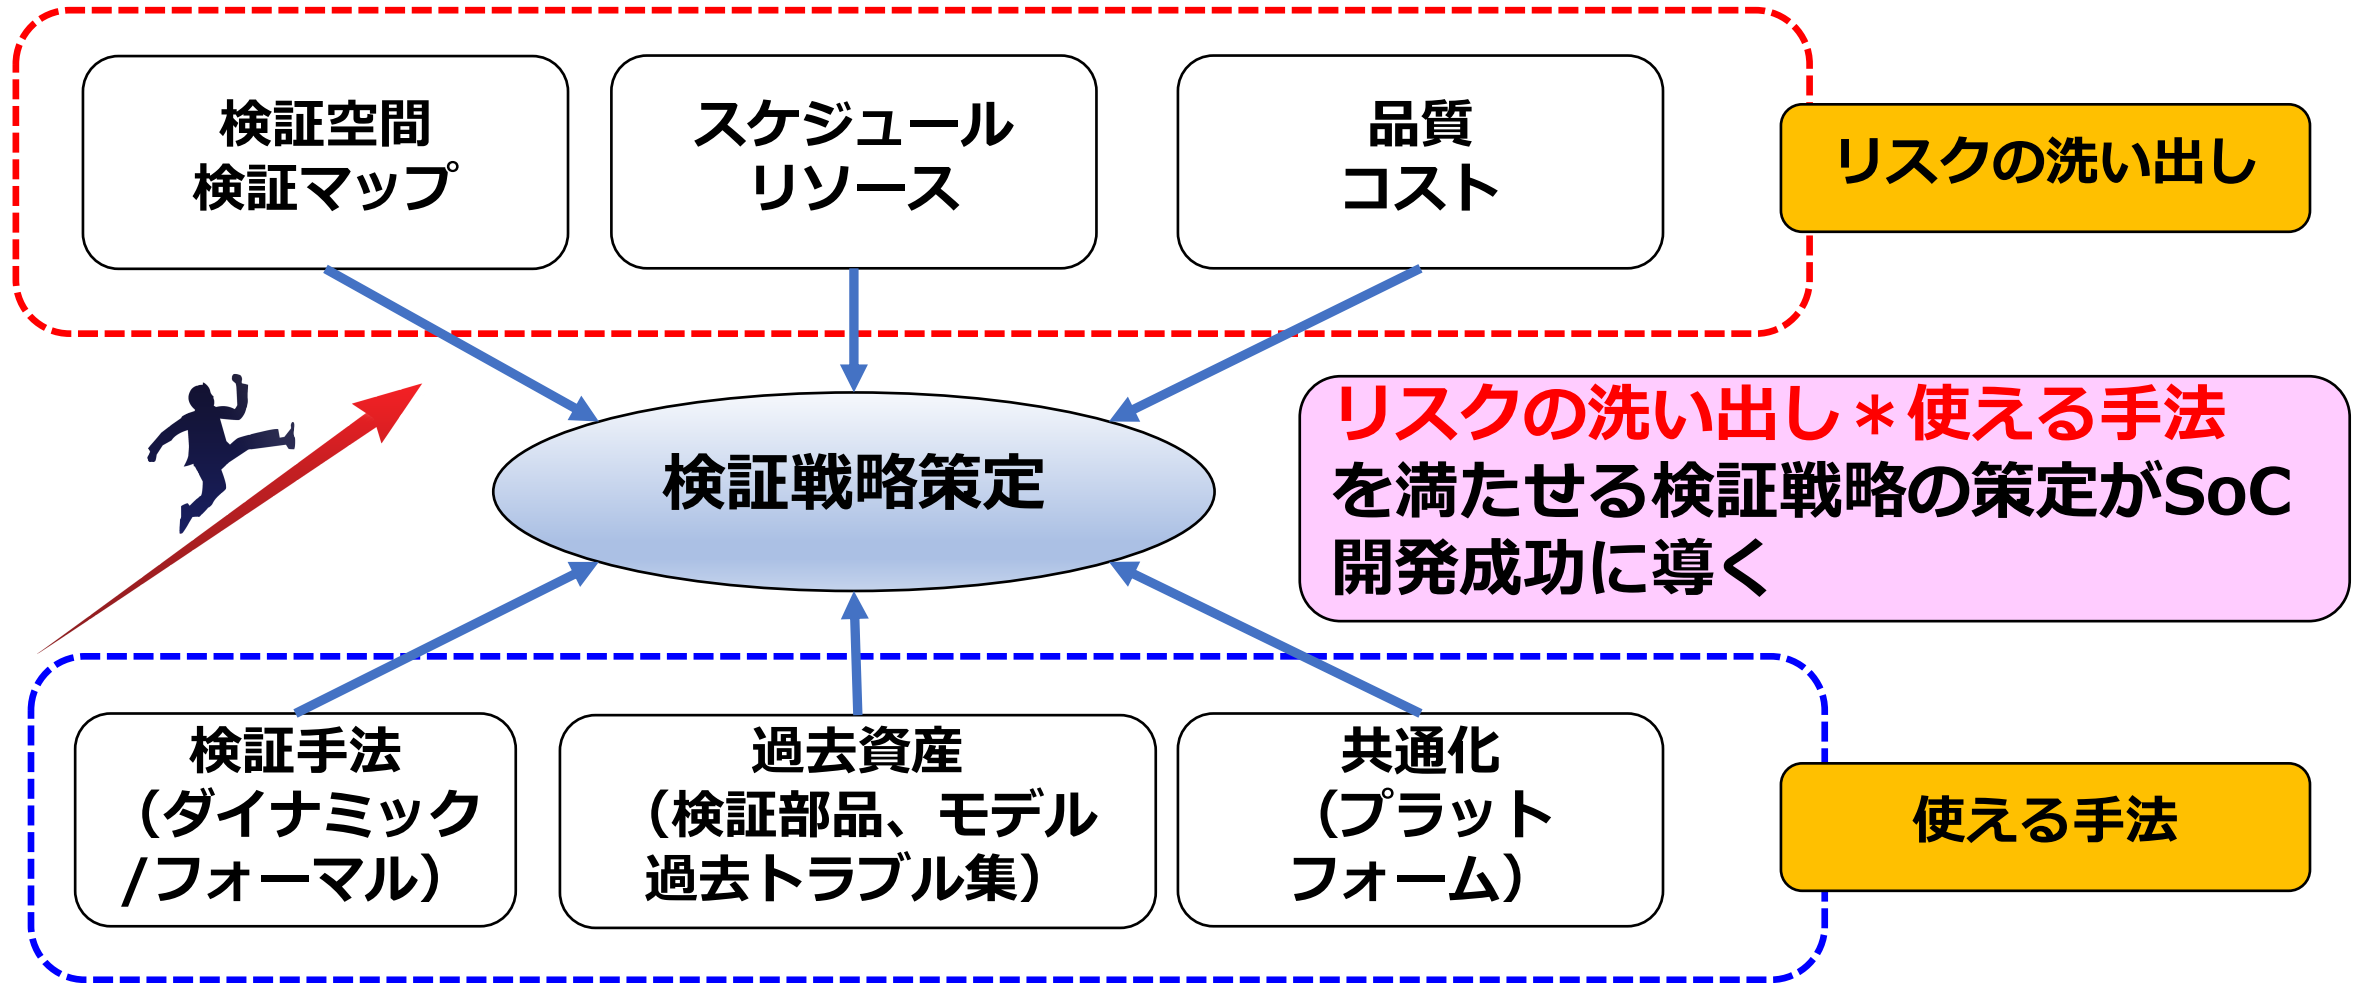 検証空間
検証マップ
スケジュール
リソース
品質
コスト
リスクの洗い出し
検証戦略策定
リスクの洗い出し＊使える手法
を満たせる検証戦略の策定がSoC
開発成功に導く
検証手法
（ダイナミック
/フォーマル）
過去資産
（検証部品、モデル
過去トラブル集）
共通化
（プラット
フォーム）
使える手法